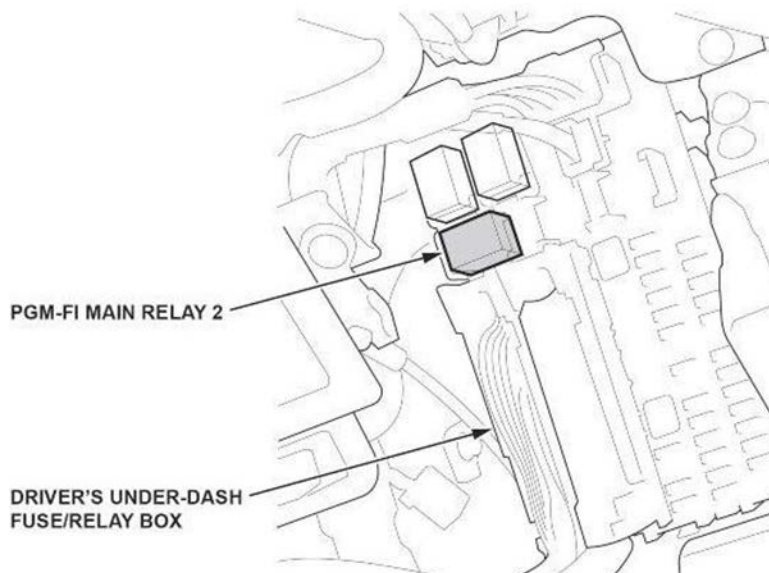 PGM-FI MAIN RELAY 2
DRIVER'S UNDER-DASH
FUSE/RELAY BOX